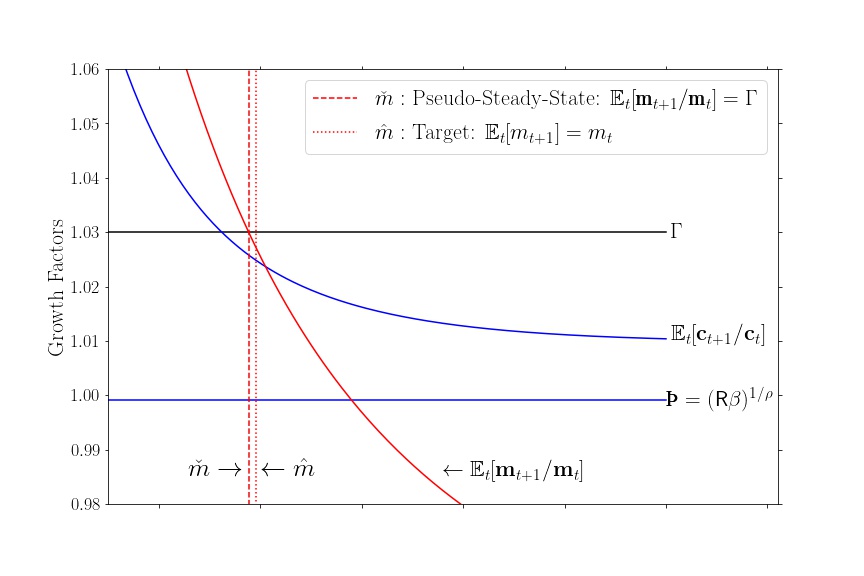 1.06
1.05
1.04
1.03
1.02
1.01
1.00
0.99
0.98
Growth Factors
m̌ : Pseudo-Steady-State: 𝔼ₜ[𝐦ₜ₊₁/𝐦ₜ] = Γ
m̂ : Target: 𝔼ₜ[mₜ₊₁] = mₜ
Γ
𝔼ₜ[𝐜ₜ₊₁/𝐜ₜ]
Þ = (Rβ)^{1/ρ}
m̌ → ← m̂
← 𝔼ₜ[𝐦ₜ₊₁/𝐦ₜ]